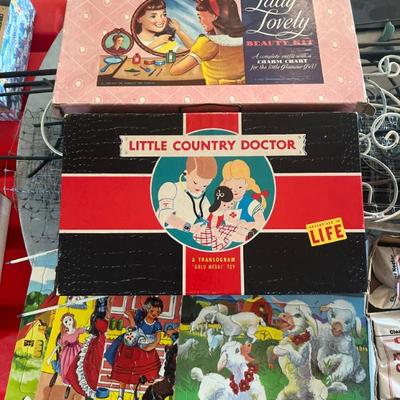 Lady
Lovely
BEAUTY KIT
A complete outfit with a
CHARM CHART
for the little Glamour Girl!
LITTLE COUNTRY DOCTOR
ADVERTISED IN
LIFE
A TRANSOGRAM
"GOLD MEDAL" TOY